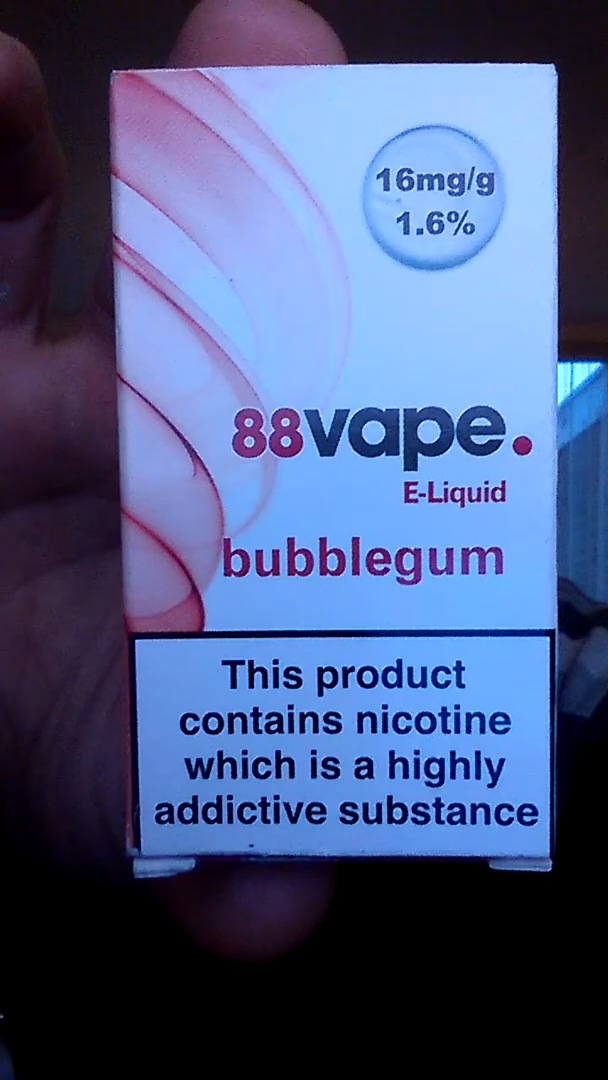 16mg/g
1.6%
88vape.
E-Liquid
bubblegum
This product
contains nicotine
which is a highly
addictive substance